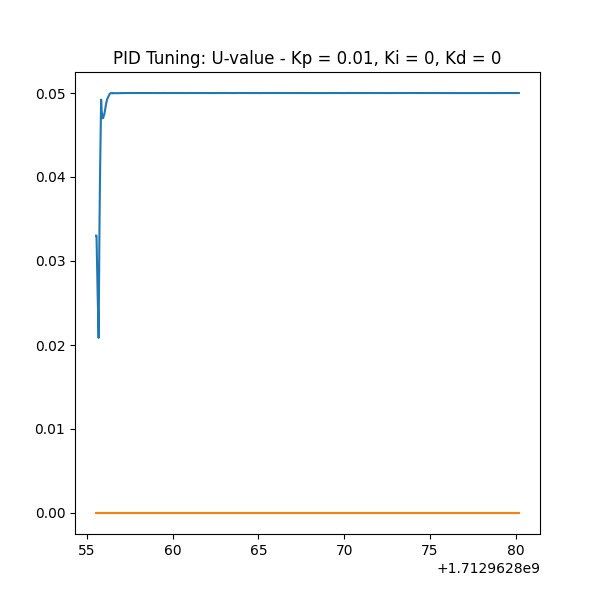 PID Tuning: U-value - Kp = 0.01, Ki = 0, Kd = 0
0.05
0.04
0.03
0.02
0.01
0.00
55 60 65 70 75 80
+1.7129628e9